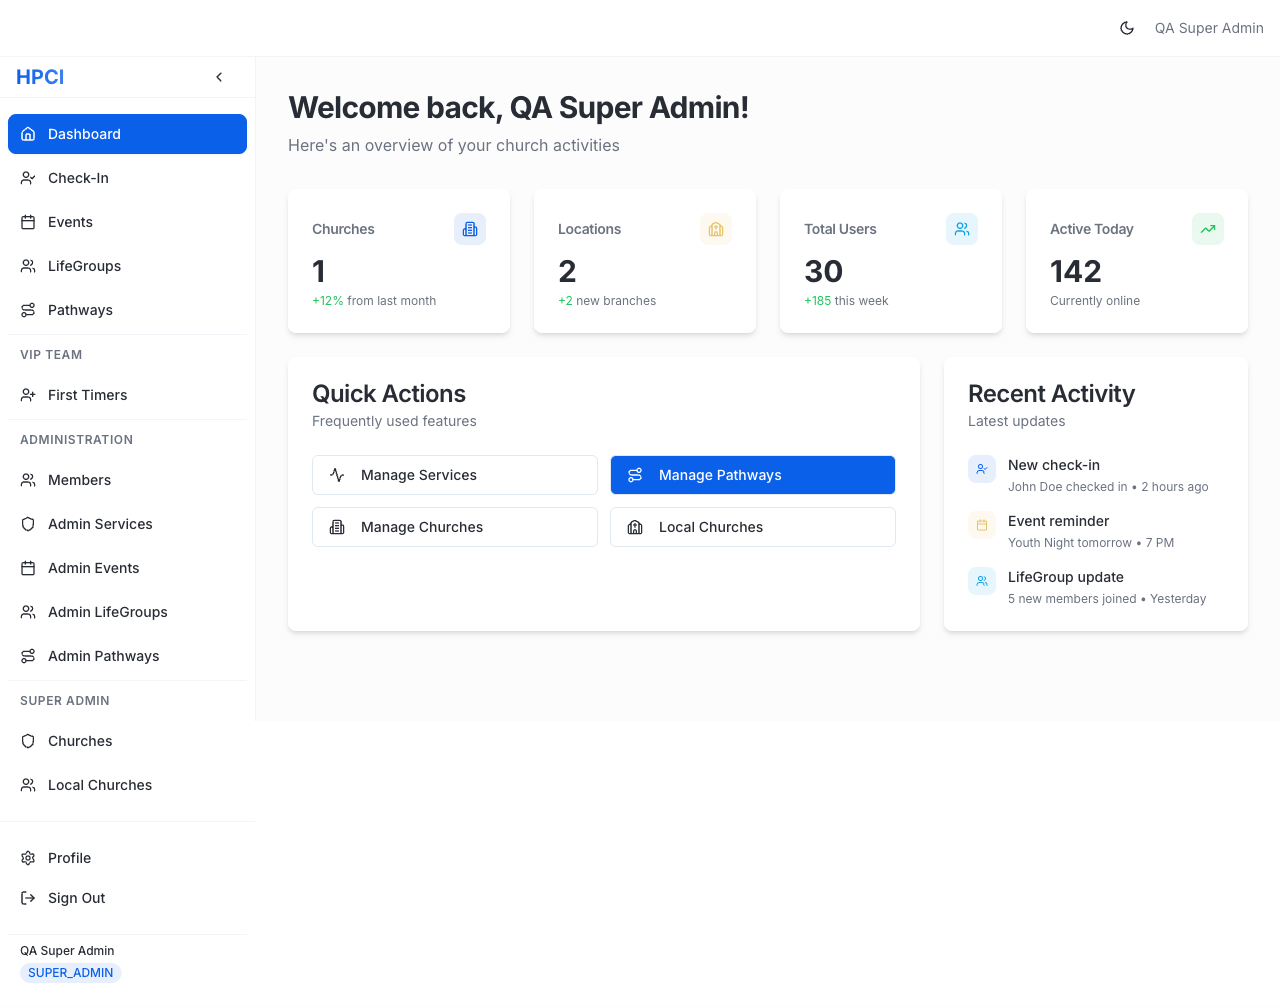 QA Super Admin
HPCI
Dashboard
Check-In
Events
LifeGroups
Pathways
VIP TEAM
First Timers
ADMINISTRATION
Members
Admin Services
Admin Events
Admin LifeGroups
Admin Pathways
SUPER ADMIN
Churches
Local Churches
Profile
Sign Out
QA Super Admin
SUPER_ADMIN
Welcome back, QA Super Admin!
Here's an overview of your church activities
Churches
1
+12% from last month
Locations
2
+2 new branches
Total Users
30
+185 this week
Active Today
142
Currently online
Quick Actions
Frequently used features
Manage Services
Manage Pathways
Manage Churches
Local Churches
Recent Activity
Latest updates
New check-in
John Doe checked in • 2 hours ago
Event reminder
Youth Night tomorrow • 7 PM
LifeGroup update
5 new members joined • Yesterday